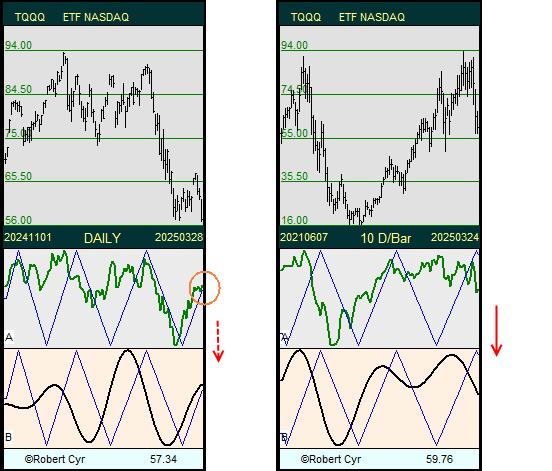 TQQQ ETF NASDAQ
94.00
84.50
75.00
65.50
56.00
20241101 DAILY 20250328
A
B
©Robert Cyr 57.34
TQQQ ETF NASDAQ
94.00
74.50
55.00
35.50
16.00
20210607 10 D/Bar 20250324
A
B
©Robert Cyr 59.76